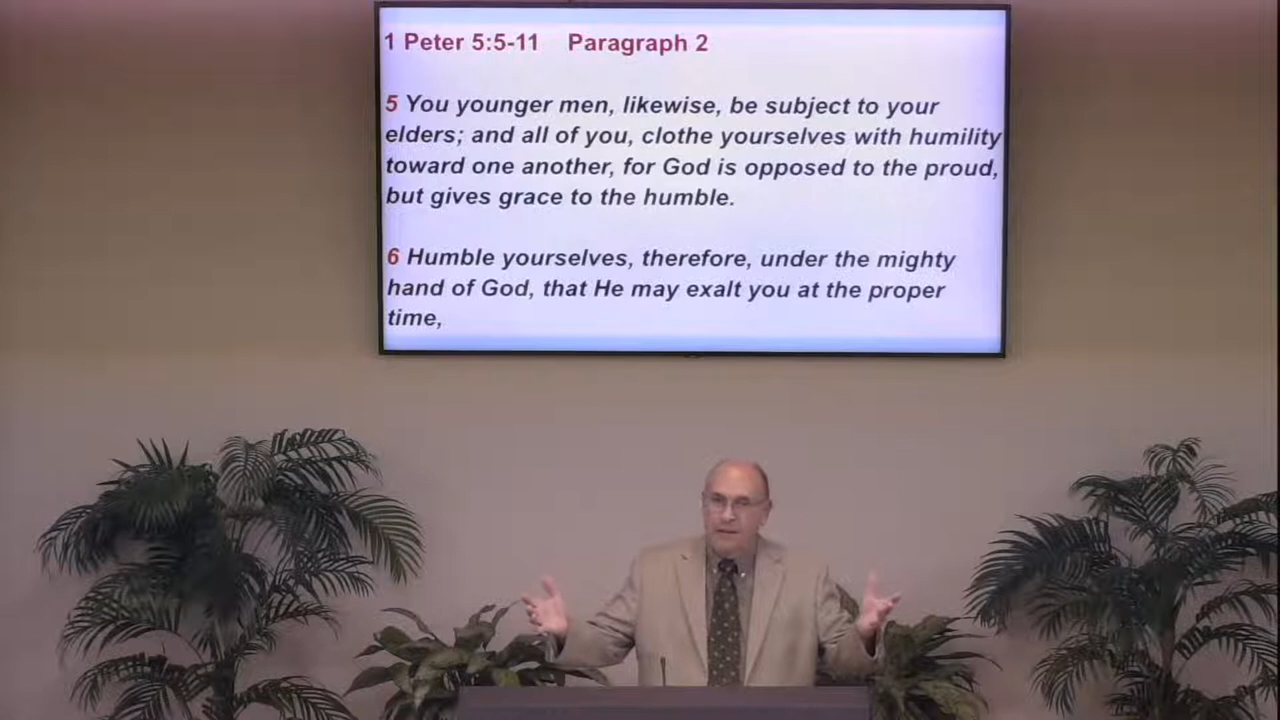 1 Peter 5:5-11 Paragraph 2
5 You younger men, likewise, be subject to your
elders; and all of you, clothe yourselves with humility
toward one another, for God is opposed to the proud,
but gives grace to the humble.
6 Humble yourselves, therefore, under the mighty
hand of God, that He may exalt you at the proper
time,